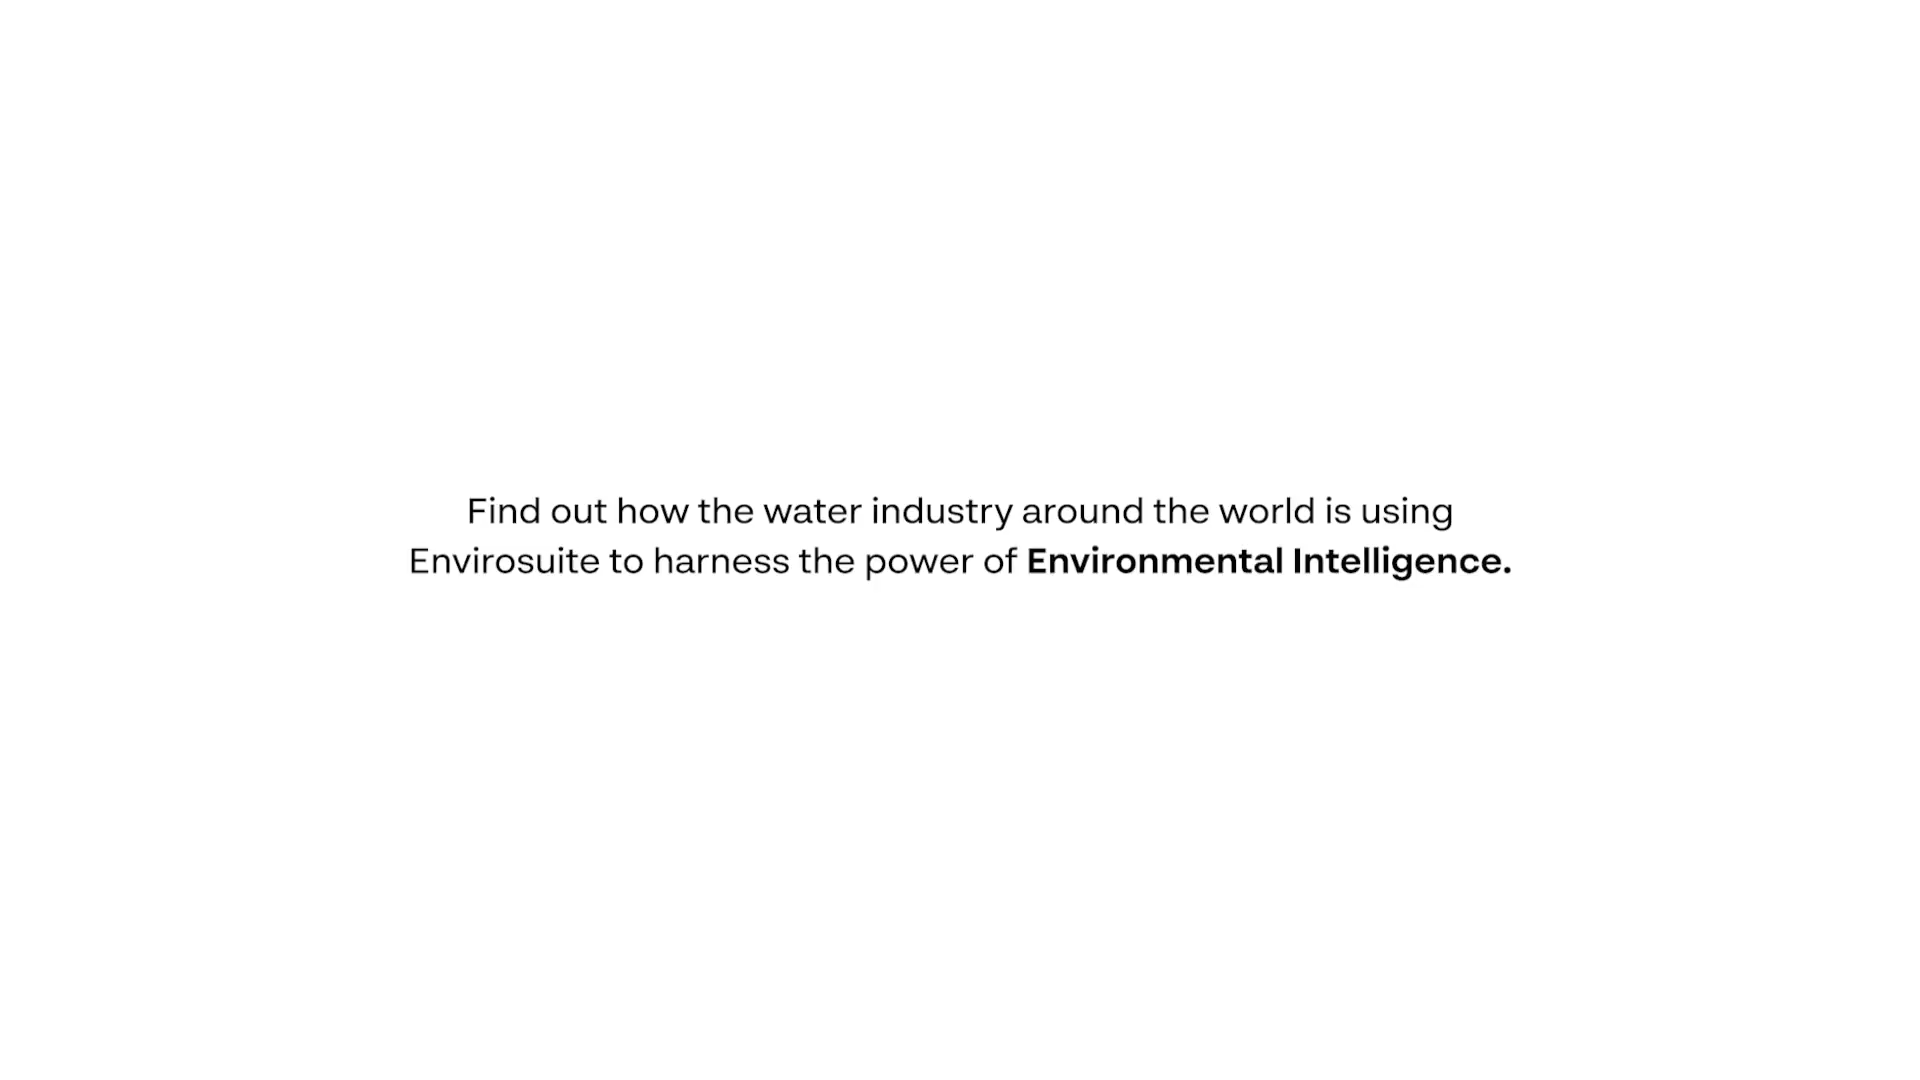 Find out how the water industry around the world is using
Envirosuite to harness the power of Environmental Intelligence.